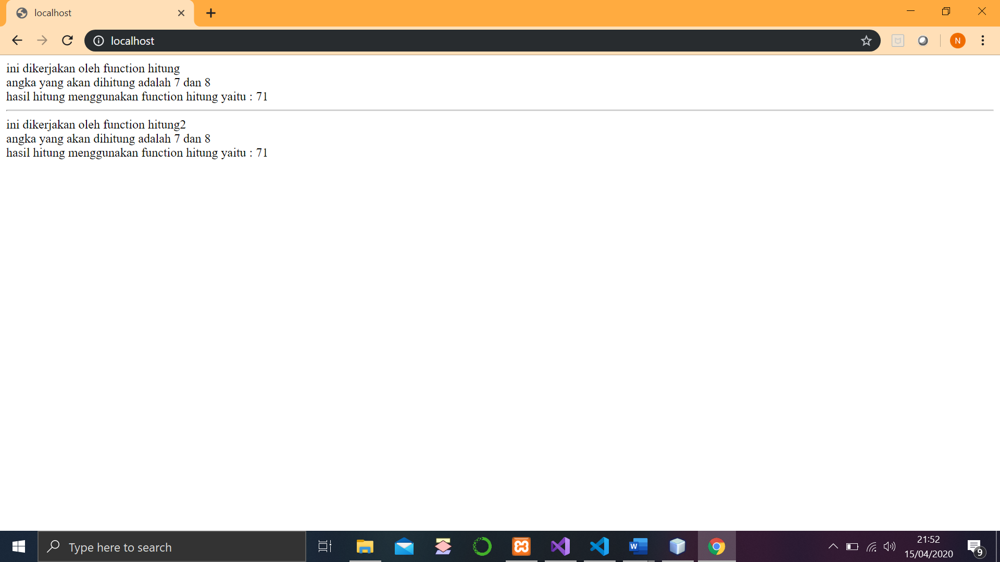 localhost
localhost
N
ini dikerjakan oleh function hitung
angka yang akan dihitung adalah 7 dan 8
hasil hitung menggunakan function hitung yaitu : 71
ini dikerjakan oleh function hitung2
angka yang akan dihitung adalah 7 dan 8
hasil hitung menggunakan function hitung yaitu : 71
Type here to search
W
21:52
15/04/2020
9